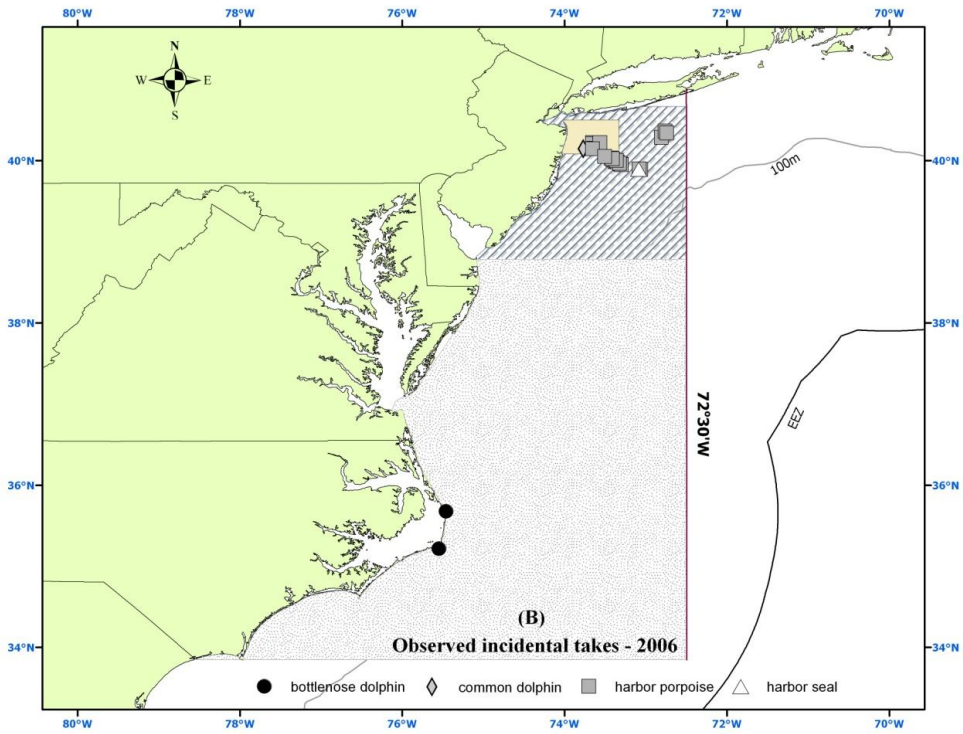 80°W 78°W 76°W 74°W 72°W 70°W
N
W E
S
40°N 40°N
100m
38°N 38°N
72°30'W
EEZ
36°N 36°N
(B)
Observed incidental takes - 2006
34°N 34°N
bottlenose dolphin common dolphin harbor porpoise harbor seal
80°W 78°W 76°W 74°W 72°W 70°W